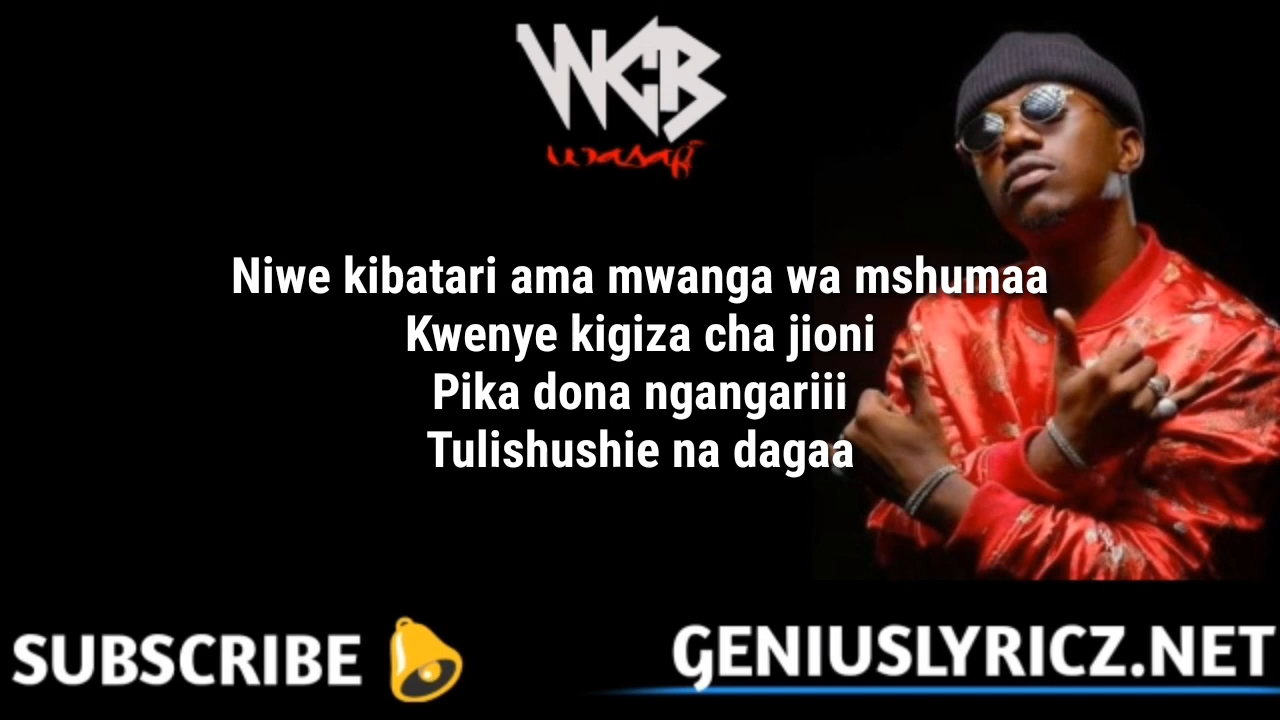 WCB
wasafi
Niwe kibatari ama mwanga wa mshumaa
Kwenye kigiza cha jioni
Pika dona ngangariii
Tulishushie na dagaa
SUBSCRIBE
GENIUSLYRICZ.NET